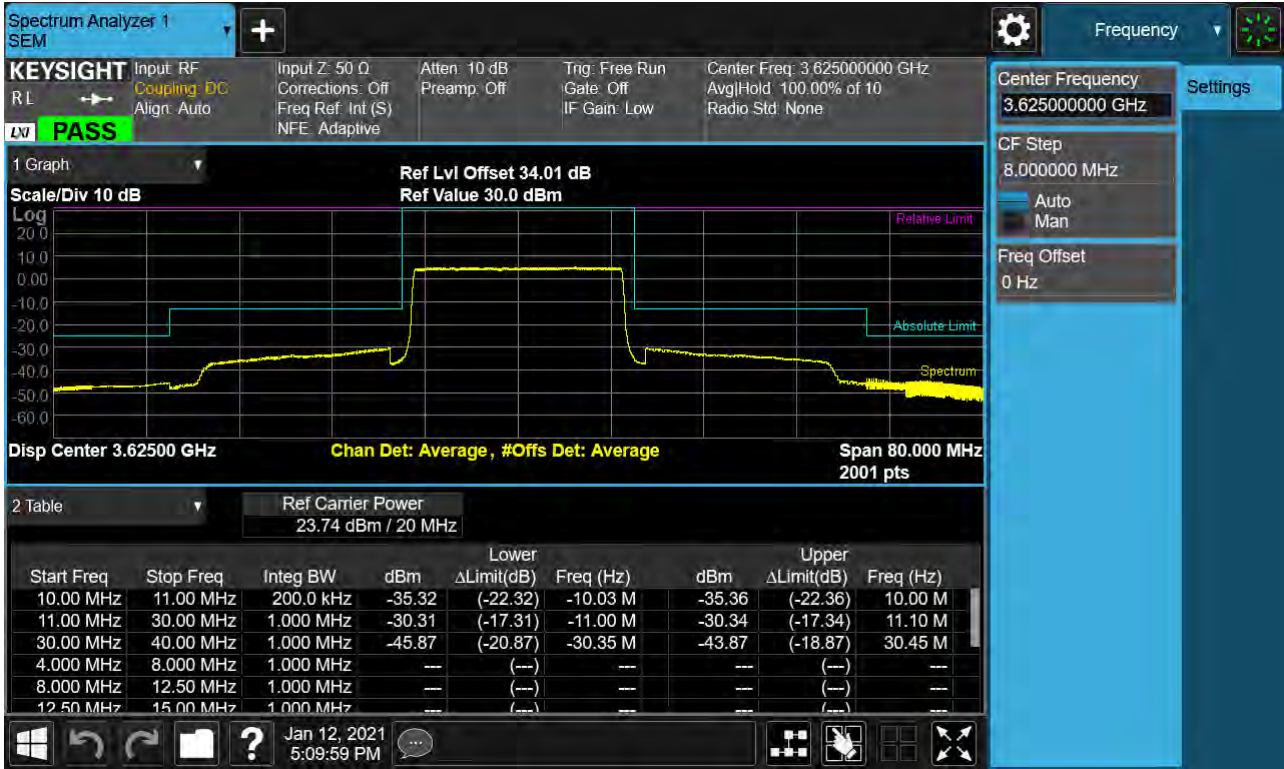 Spectrum Analyzer 1
SEM
Frequency
KEYSIGHT
R L
LXI
PASS
Input: RF
Coupling: DC
Align: Auto
Input Z: 50 Ω
Corrections: Off
Freq Ref: Int (S)
NFE: Adaptive
Atten: 10 dB
Preamp: Off
Trig: Free Run
Gate: Off
IF Gain: Low
Center Freq: 3.625000000 GHz
Avg|Hold: 100.00% of 10
Radio Std: None
Center Frequency
3.625000000 GHz
Settings
CF Step
8.000000 MHz
Auto
Man
Freq Offset
0 Hz
1 Graph
Scale/Div 10 dB
Ref Lvl Offset 34.01 dB
Ref Value 30.0 dBm
Log
20.0
10.0
0.00
-10.0
-20.0
-30.0
-40.0
-50.0
-60.0
Relative Limit
Absolute Limit
Spectrum
Disp Center 3.62500 GHz
Chan Det: Average , #Offs Det: Average
Span 80.000 MHz
2001 pts
2 Table
Ref Carrier Power
23.74 dBm / 20 MHz
Lower Upper
Start Freq Stop Freq Integ BW dBm ΔLimit(dB) Freq (Hz) dBm ΔLimit(dB) Freq (Hz)
10.00 MHz 11.00 MHz 200.0 kHz -35.32 (-22.32) -10.03 M -35.36 (-22.36) 10.00 M
11.00 MHz 30.00 MHz 1.000 MHz -30.31 (-17.31) -11.00 M -30.34 (-17.34) 11.10 M
30.00 MHz 40.00 MHz 1.000 MHz -45.87 (-20.87) -30.35 M -43.87 (-18.87) 30.45 M
4.000 MHz 8.000 MHz 1.000 MHz --- (---) --- --- (---) ---
8.000 MHz 12.50 MHz 1.000 MHz --- (---) --- --- (---) ---
12.50 MHz 15.00 MHz 1.000 MHz --- (---) --- --- (---) ---
?
Jan 12, 2021
5:09:59 PM